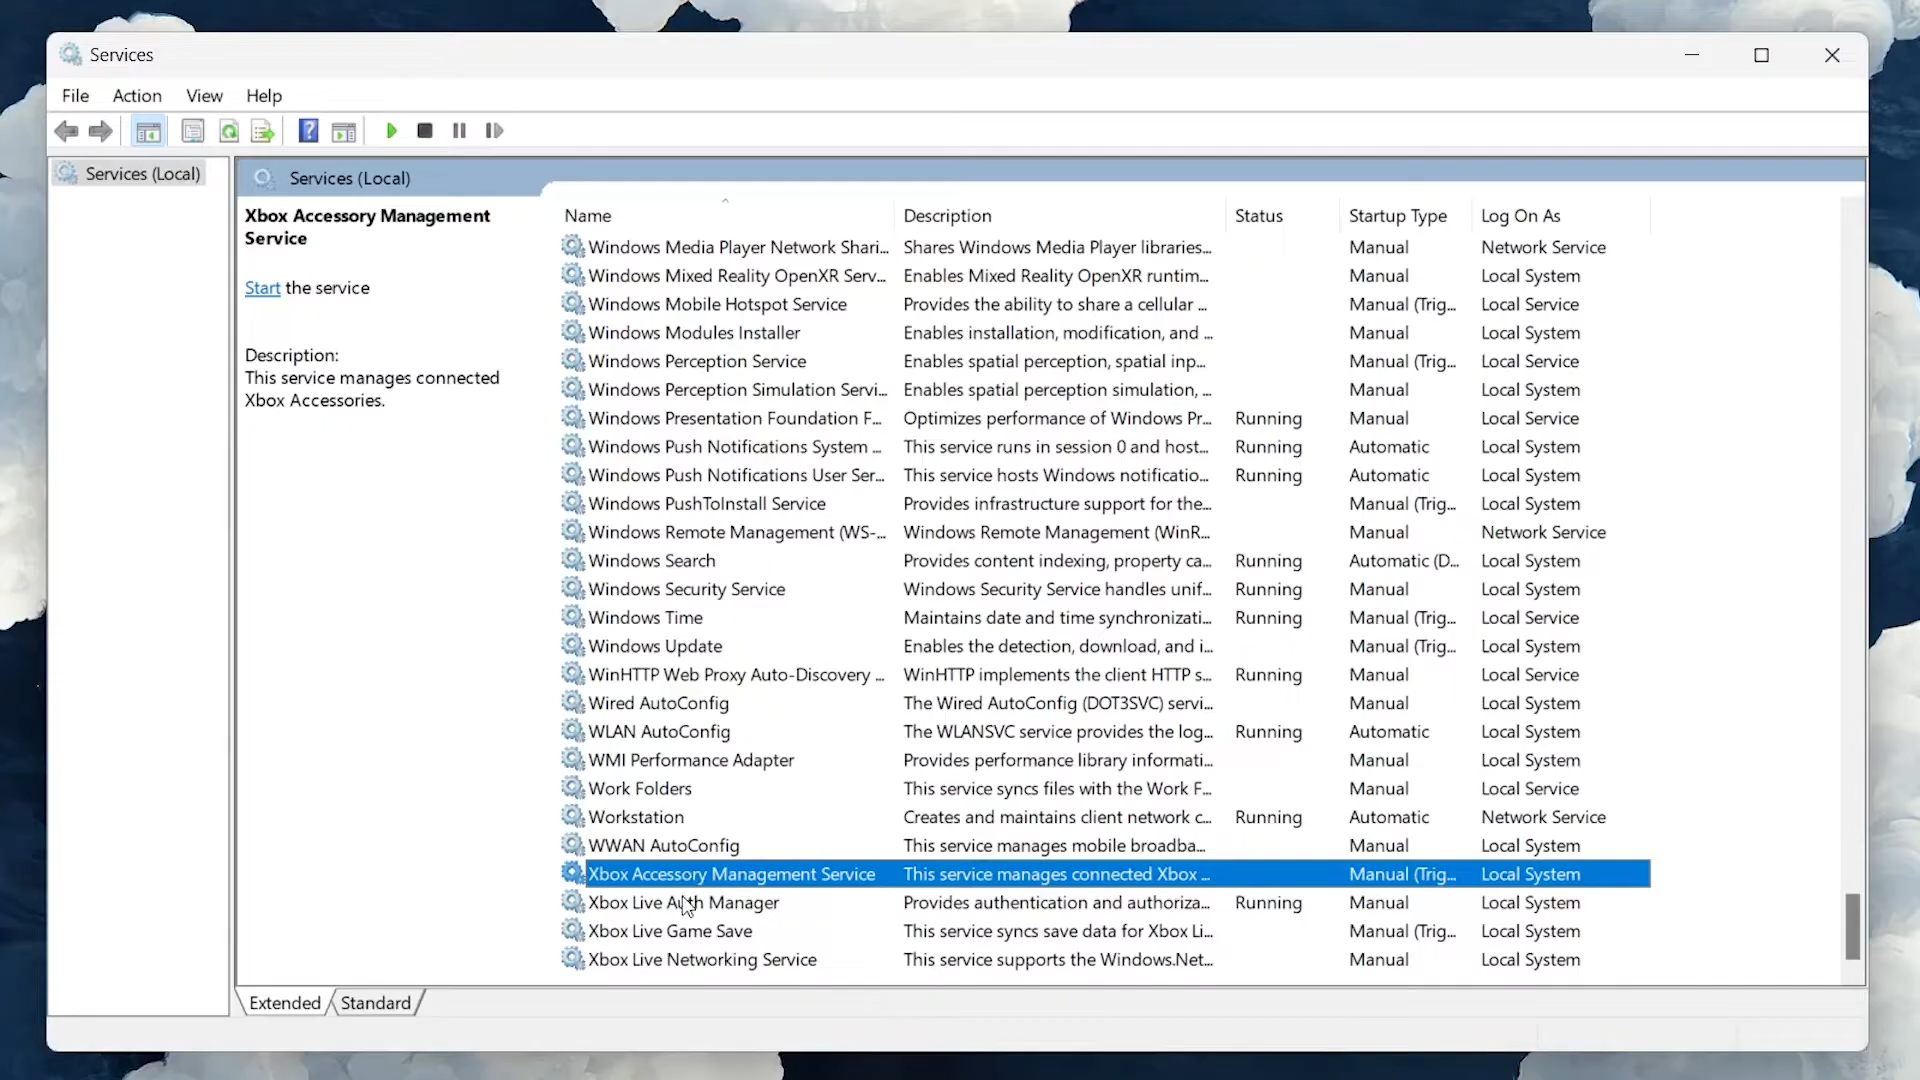 Services
File Action View Help
Services (Local)
Services (Local)
Xbox Accessory Management
Service
Start the service
Description:
This service manages connected
Xbox Accessories.
Name Description Status Startup Type Log On As
Windows Media Player Network Shari... Shares Windows Media Player libraries... Manual Network Service
Windows Mixed Reality OpenXR Serv... Enables Mixed Reality OpenXR runtim... Manual Local System
Windows Mobile Hotspot Service Provides the ability to share a cellular ... Manual (Trig... Local Service
Windows Modules Installer Enables installation, modification, and ... Manual Local System
Windows Perception Service Enables spatial perception, spatial inp... Manual (Trig... Local Service
Windows Perception Simulation Servi... Enables spatial perception simulation, ... Manual Local System
Windows Presentation Foundation F... Optimizes performance of Windows Pr... Running Manual Local Service
Windows Push Notifications System ... This service runs in session 0 and host... Running Automatic Local System
Windows Push Notifications User Ser... This service hosts Windows notificatio... Running Automatic Local System
Windows PushToInstall Service Provides infrastructure support for the... Manual (Trig... Local System
Windows Remote Management (WS-... Windows Remote Management (WinR... Manual Network Service
Windows Search Provides content indexing, property ca... Running Automatic (D... Local System
Windows Security Service Windows Security Service handles unif... Running Manual Local System
Windows Time Maintains date and time synchronizati... Running Manual (Trig... Local Service
Windows Update Enables the detection, download, and i... Manual (Trig... Local System
WinHTTP Web Proxy Auto-Discovery ... WinHTTP implements the client HTTP s... Running Manual Local Service
Wired AutoConfig The Wired AutoConfig (DOT3SVC) servi... Manual Local System
WLAN AutoConfig The WLANSVC service provides the log... Running Automatic Local System
WMI Performance Adapter Provides performance library informati... Manual Local System
Work Folders This service syncs files with the Work F... Manual Local Service
Workstation Creates and maintains client network c... Running Automatic Network Service
WWAN AutoConfig This service manages mobile broadba... Manual Local System
Xbox Accessory Management Service This service manages connected Xbox ... Manual (Trig... Local System
Xbox Live Auth Manager Provides authentication and authoriza... Running Manual Local System
Xbox Live Game Save This service syncs save data for Xbox Li... Manual (Trig... Local System
Xbox Live Networking Service This service supports the Windows.Net... Manual Local System
Extended Standard